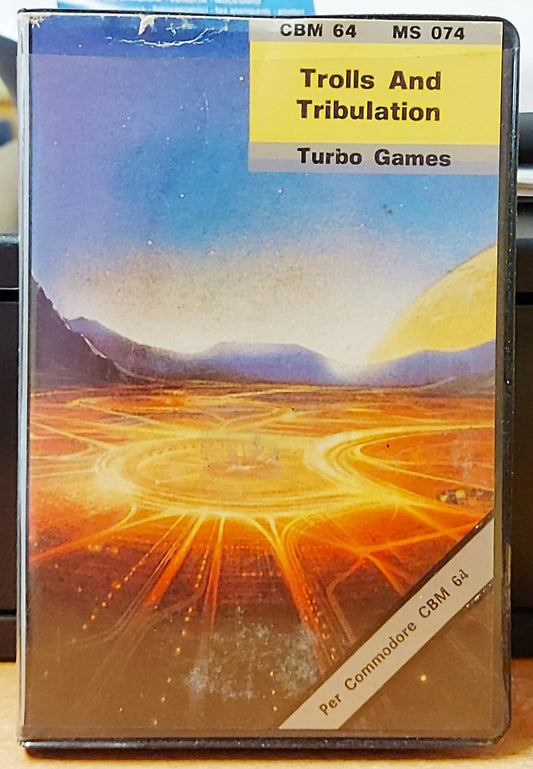 CBM 64 MS 074
Trolls And
Tribulation
Turbo Games
Per Commodore CBM 64